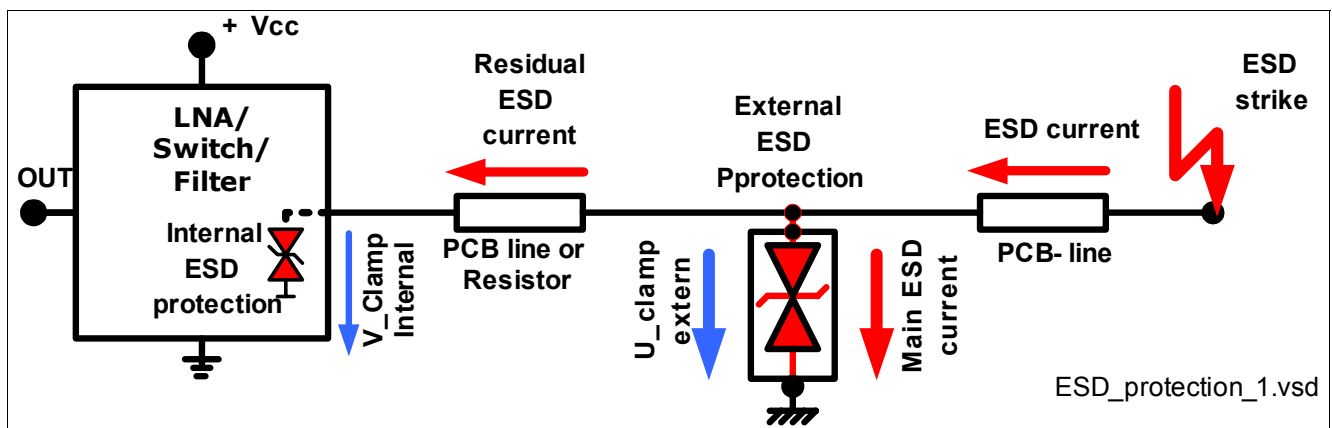 + Vcc
LNA/
Switch/
Filter
OUT
Internal
ESD
protection
V_Clamp
Internal
Residual
ESD
current
PCB line or
Resistor
External
ESD
Pprotection
U_clamp
extern
Main ESD
current
ESD current
PCB- line
ESD
strike
ESD_protection_1.vsd